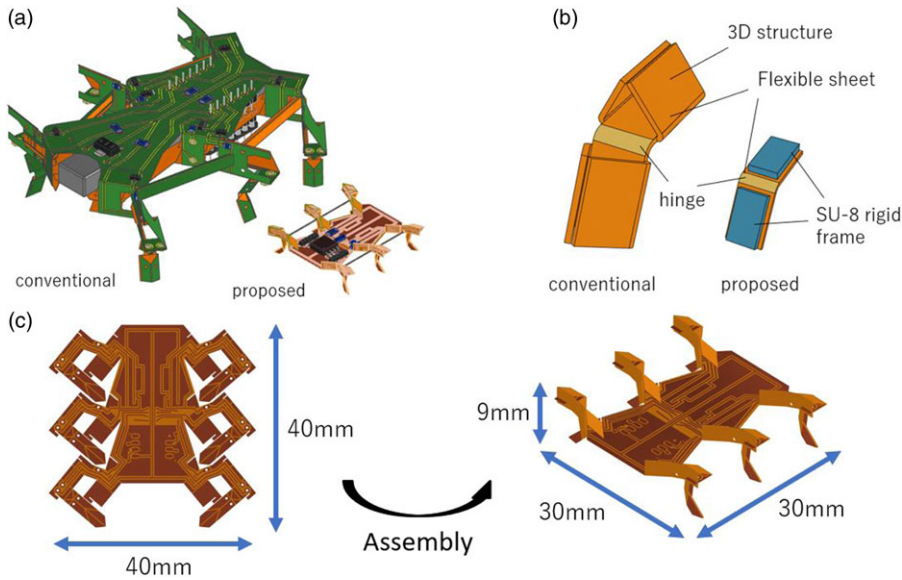 (a)
conventional
proposed
(b)
3D structure
Flexible sheet
hinge
SU-8 rigid
frame
conventional
proposed
(c)
40mm
40mm
Assembly
9mm
30mm
30mm